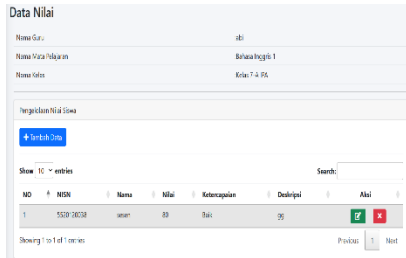 Data Nilai
Nama Guru abi
Nama Mata Pelajaran Bahasa Inggris 1
Nama Kelas Kelas 7-A IPA
Pengelolaan Nilai Siswa
+ Tambah Data
Show 10 entries Search:
NO NISN Nama Nilai Ketercapaian Deskripsi Aksi
1 80 Baik gg
Showing 1 to 1 of 1 entries Previous 1 Next